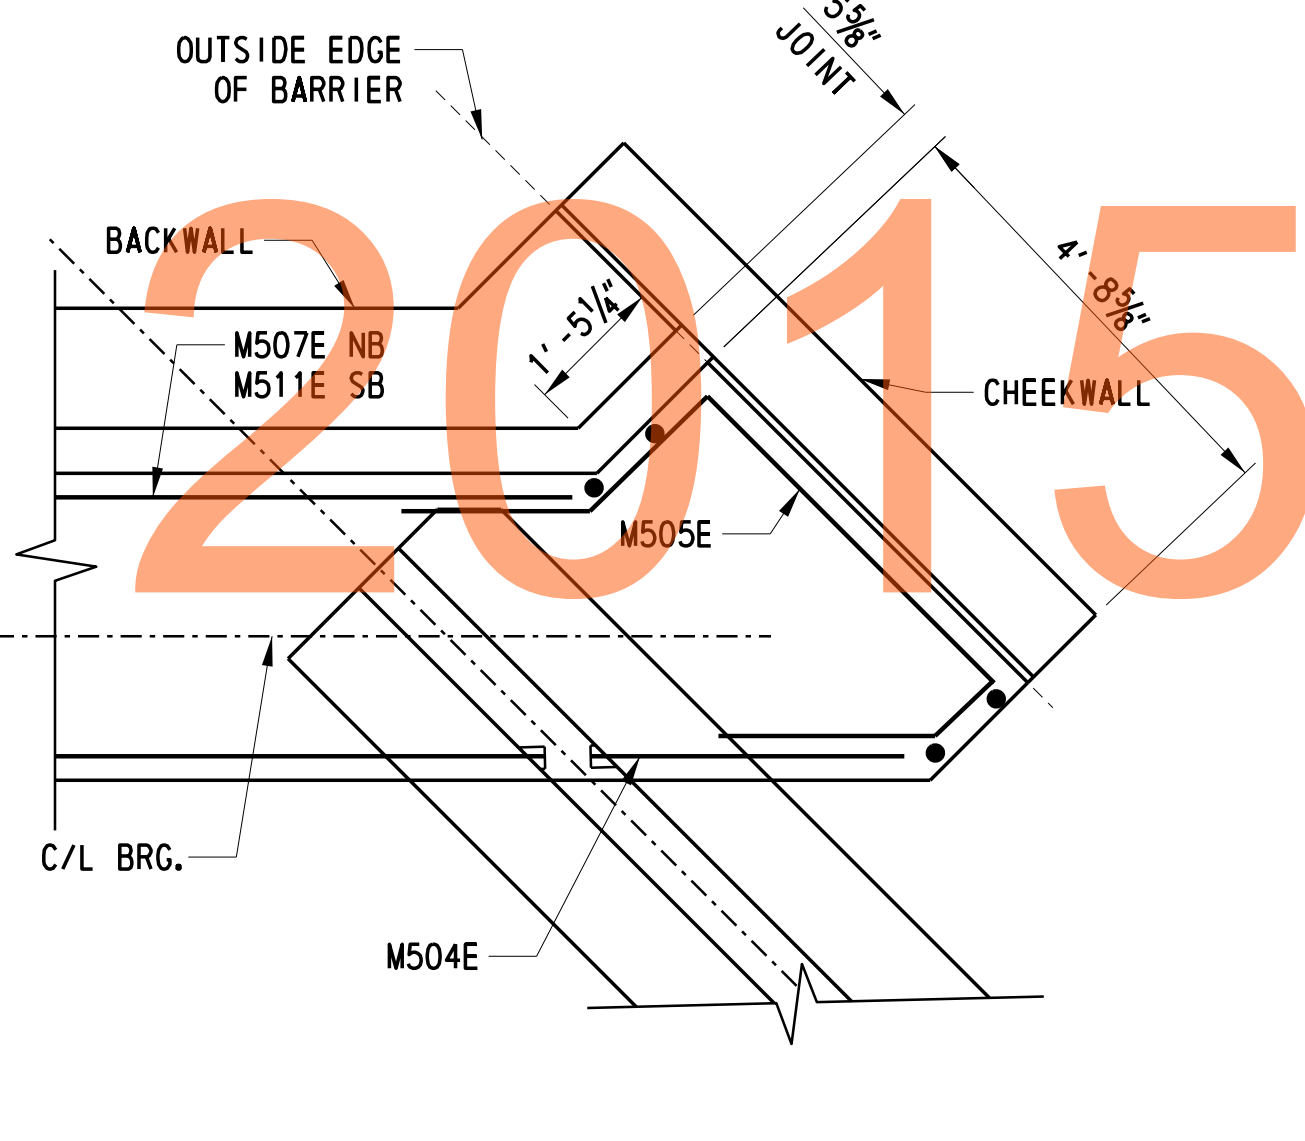 5⅝"
JOINT
OUTSIDE EDGE
OF BARRIER
BACKWALL
2015
4'-8⅝"
1'-5¼"
M507E NB
M511E SB
CHEEKWALL
M505E
C/L BRG.
M504E